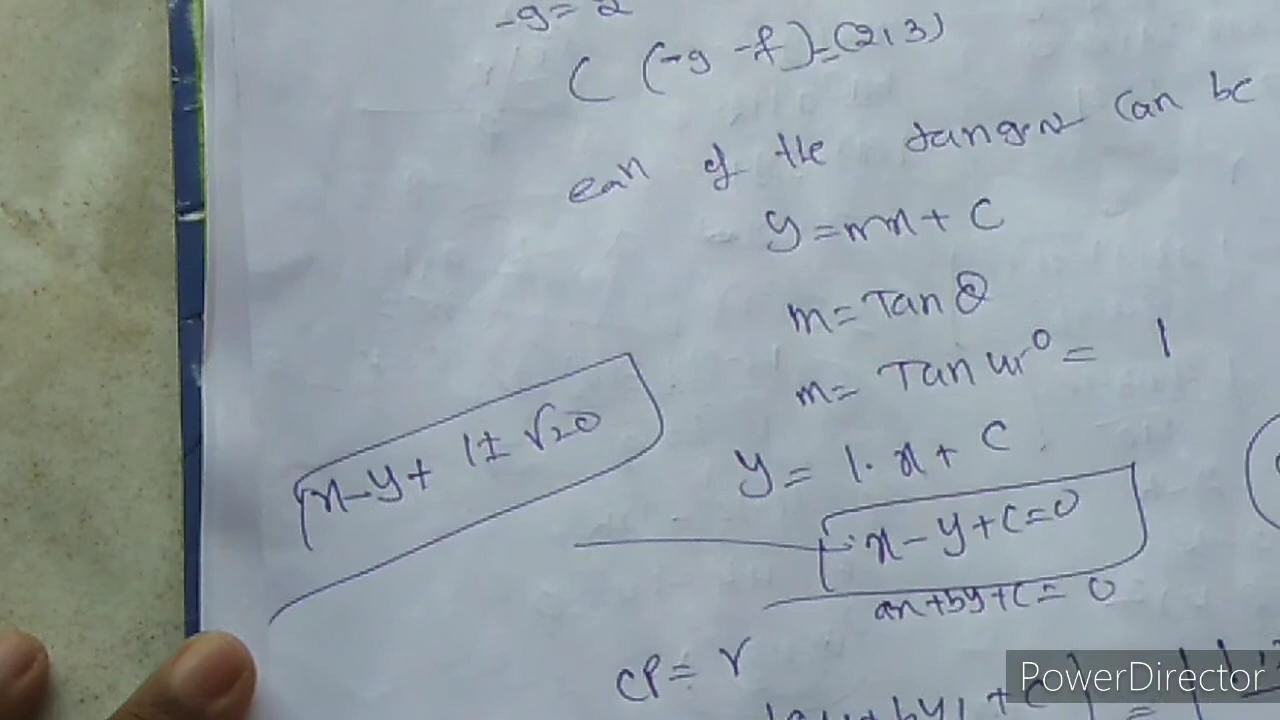 -g = 2
C (-g -f) = (2, 3)
eqn of the tangent can be
y = mx + c
m = Tan θ
m = Tan 45° = 1
y = 1. x + c
x - y + 1 ± √20
x - y + c = 0
ax + by + c = 0
CP = r
PowerDirector